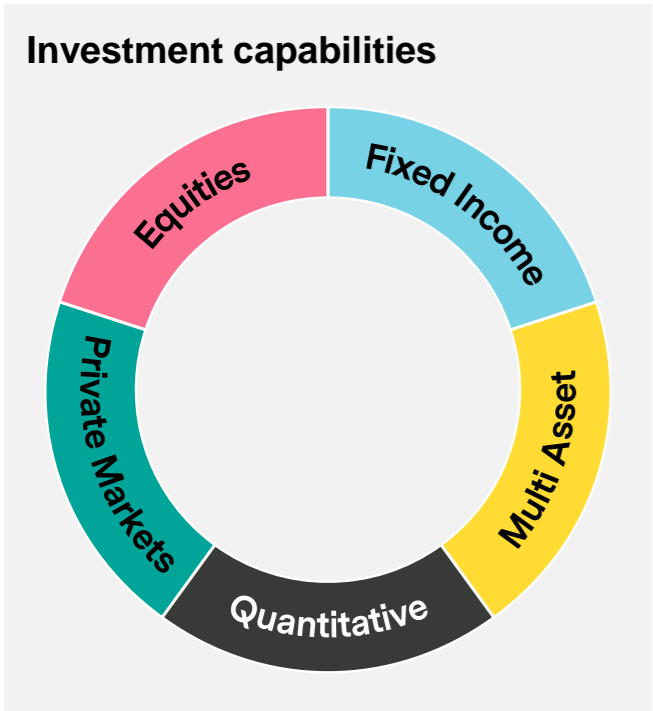 Investment capabilities
Fixed Income
Multi Asset
Quantitative
Private Markets
Equities